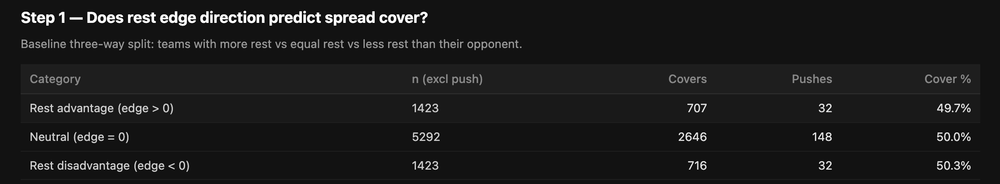 Step 1 — Does rest edge direction predict spread cover?
Baseline three-way split: teams with more rest vs equal rest vs less rest than their opponent.
Category n (excl push) Covers Pushes Cover %
Rest advantage (edge > 0) 1423 707 32 49.7%
Neutral (edge = 0) 5292 2646 148 50.0%
Rest disadvantage (edge < 0) 1423 716 32 50.3%